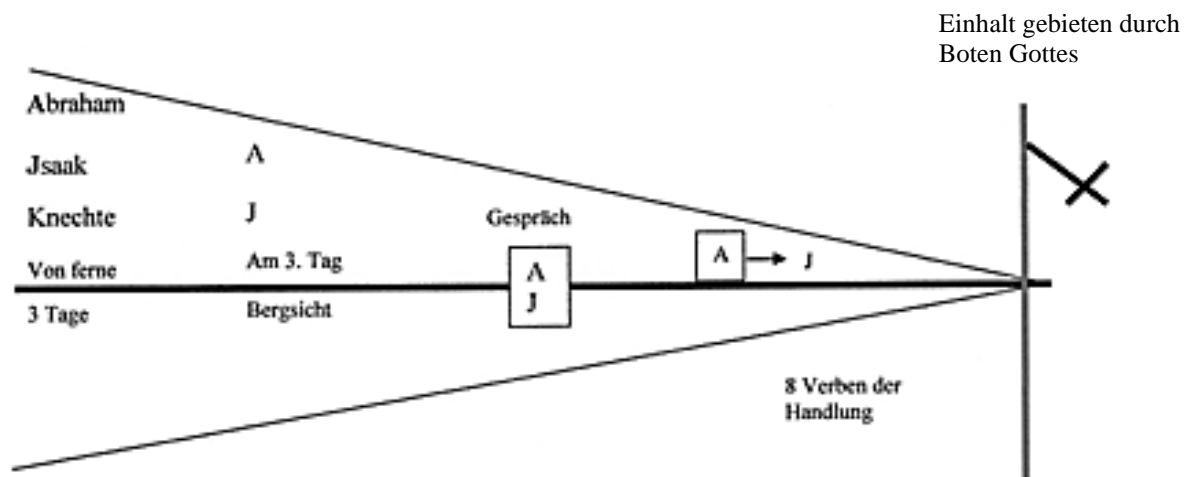 Einhalt gebieten durch
Boten Gottes
Abraham
Jsaak
Knechte
Von ferne
3 Tage
A
J
Am 3. Tag
Bergsicht
Gespräch
A
J
A
J
8 Verben der
Handlung